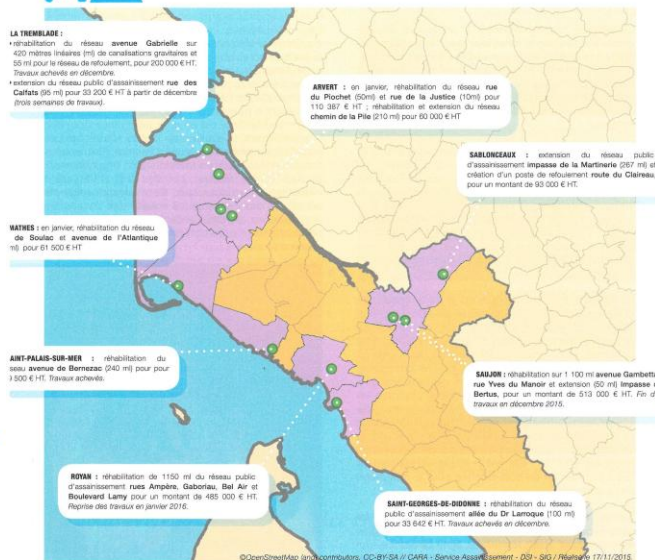 LA TREMBLADE :
• réhabilitation du réseau avenue Gabrielle sur
420 mètres linéaires (ml) de canalisations gravitaires et
55 ml pour le réseau de refoulement, pour 200 000 € HT.
Travaux achevés en décembre.
• extension du réseau public d'assainissement rue des
Calfats (95 ml) pour 33 200 € HT à partir de décembre
(trois semaines de travaux).
ARVERT : en janvier, réhabilitation du réseau rue
du Piochet (50ml) et rue de la Justice (10ml) pour
110 387 € HT ; réhabilitation et extension du réseau
chemin de la Pile (210 ml) pour 60 000 € HT
SABLONCEAUX : extension du réseau public
d'assainissement impasse de la Martinerie (267 ml) et
création d'un poste de refoulement route du Claireau,
pour un montant de 93 000 € HT.
MATHES : en janvier, réhabilitation du réseau
de Soulac et avenue de l'Atlantique
ml) pour 61 500 € HT
AINT-PALAIS-SUR-MER : réhabilitation du
seau avenue de Bernezac (240 ml) pour pour
500 € HT. Travaux achevés.
SAUJON : réhabilitation sur 1 100 ml avenue Gambetta
rue Yves du Manoir et extension (50 ml) Impasse
Bertus, pour un montant de 513 000 € HT. Fin d
travaux en décembre 2015.
ROYAN : réhabilitation de 1150 ml du réseau public
d'assainissement rues Ampère, Gaboriau, Bel Air et
Boulevard Lamy pour un montant de 485 000 € HT.
Reprise des travaux en janvier 2016.
SAINT-GEORGES-DE-DIDONNE : réhabilitation du réseau
public d'assainissement allée du Dr Larroque (100 ml)
pour 33 642 € HT. Travaux achevés en décembre.
©OpenStreetMap (and) contributors, CC-BY-SA // CARA - Service Assainissement - DSI - SIG / Réalisé le 17/11/2015.